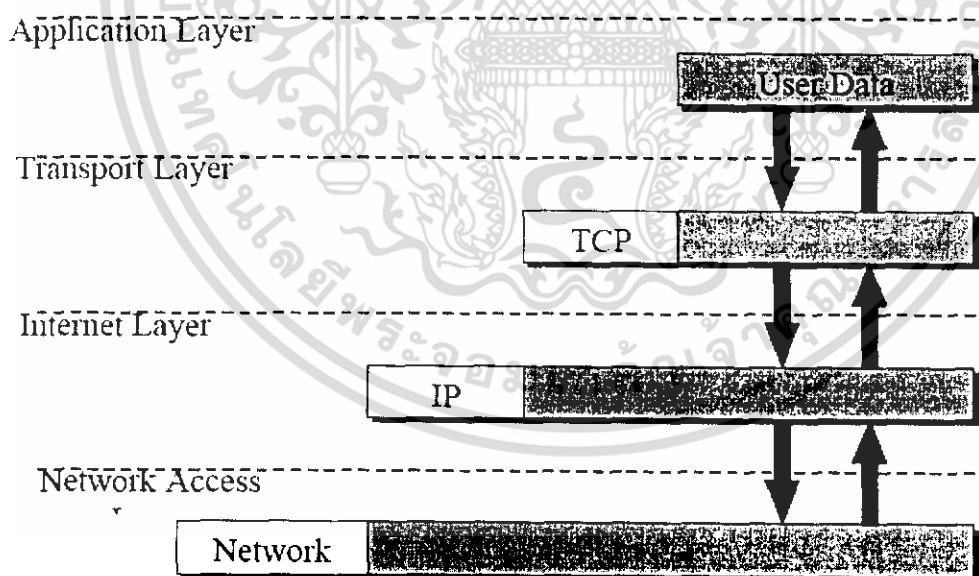 Application Layer
User Data
Transport Layer
TCP
Internet Layer
IP
Network Access
Network